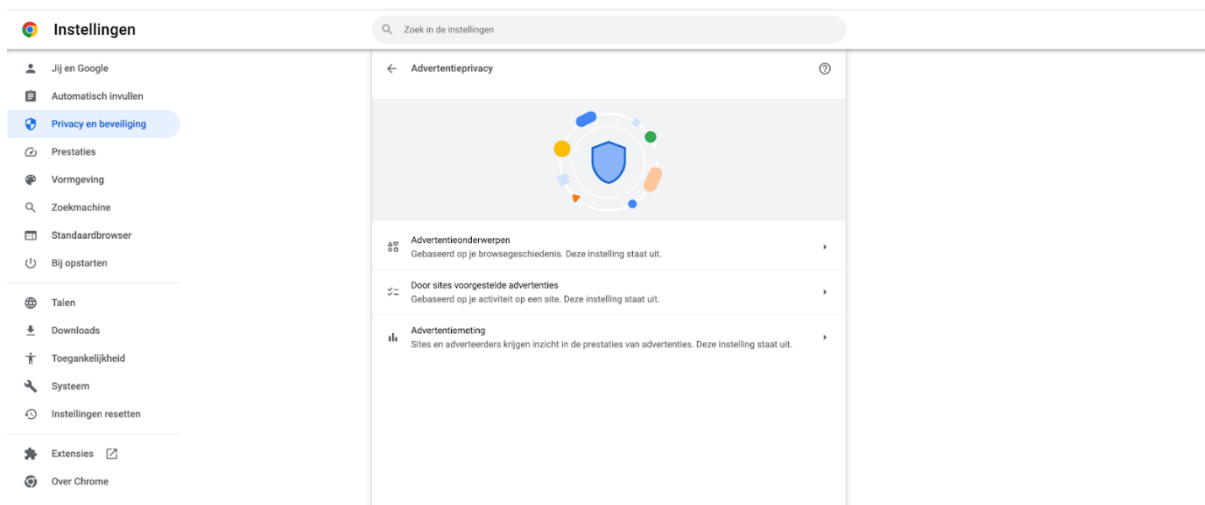 Instellingen
Zoek in de instellingen
Jij en Google
Automatisch invullen
Privacy en beveiliging
Prestaties
Vormgeving
Zoekmachine
Standaardbrowser
Bij opstarten
Talen
Downloads
Toegankelijkheid
Systeem
Instellingen resetten
Extensies
Over Chrome
Advertentieprivacy
Advertentieonderwerpen
Gebaseerd op je browsegeschiedenis. Deze instelling staat uit.
Door sites voorgestelde advertenties
Gebaseerd op je activiteit op een site. Deze instelling staat uit.
Advertentiemeting
Sites en adverteerders krijgen inzicht in de prestaties van advertenties. Deze instelling staat uit.